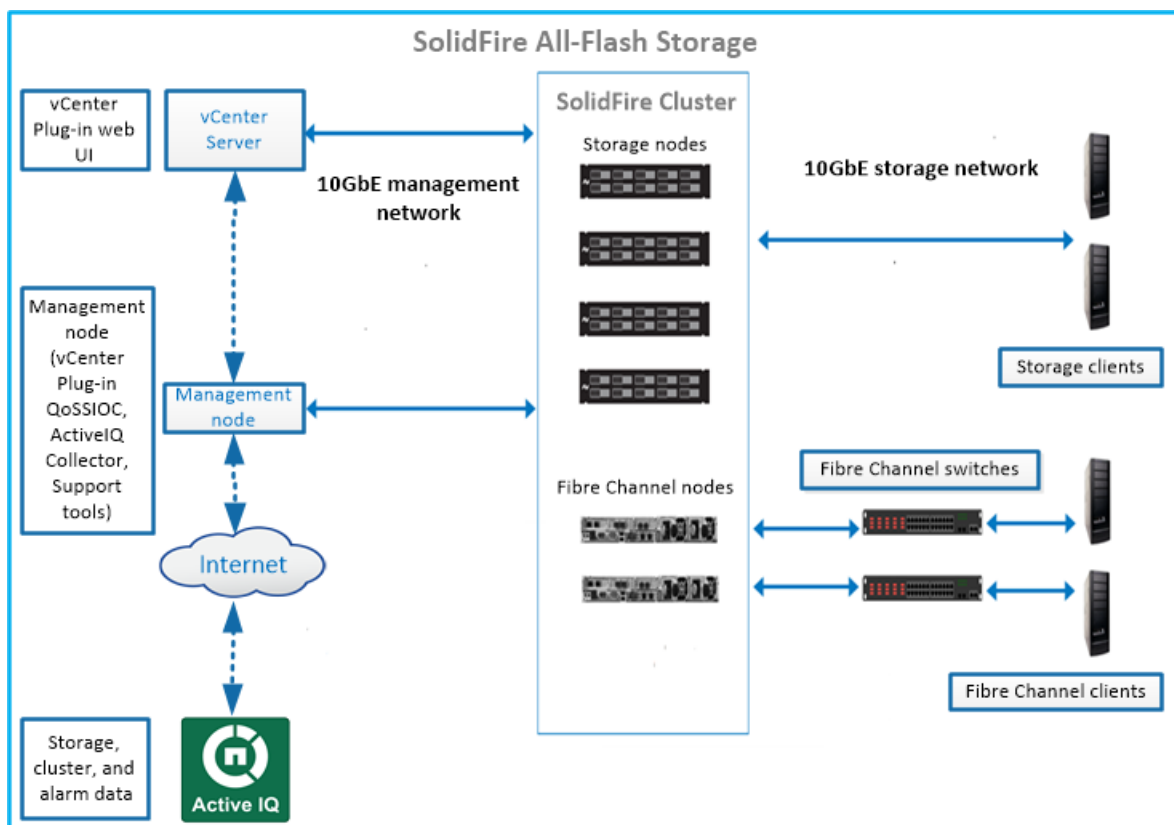 SolidFire All-Flash Storage
vCenter
Plug-in web
UI
vCenter
Server
10GbE management
network
SolidFire Cluster
Storage nodes
10GbE storage network
Storage clients
Management
node
(vCenter
Plug-in
QoSSIOC,
ActiveIQ
Collector,
Support
tools)
Management
node
Fibre Channel nodes
Fibre Channel switches
Fibre Channel clients
Internet
Storage,
cluster, and
alarm data
Active IQ